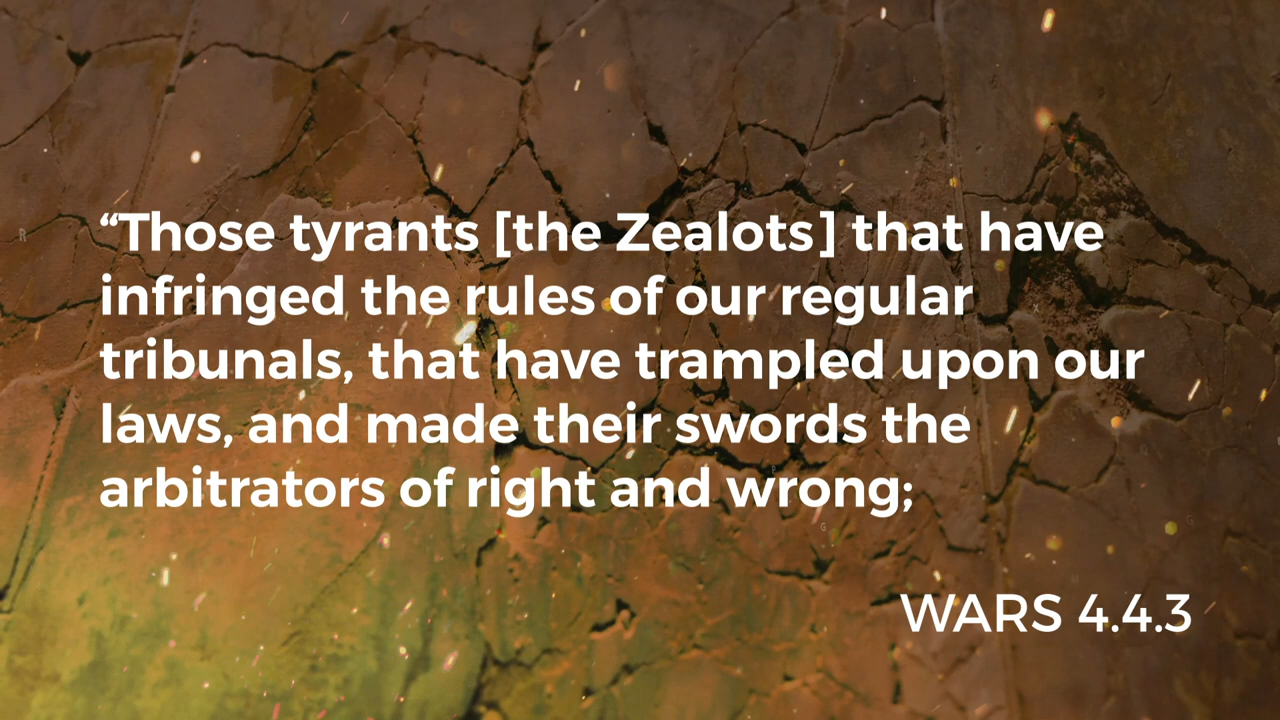 “Those tyrants [the Zealots] that have
infringed the rules of our regular
tribunals, that have trampled upon our
laws, and made their swords the
arbitrators of right and wrong;
WARS 4.4.3